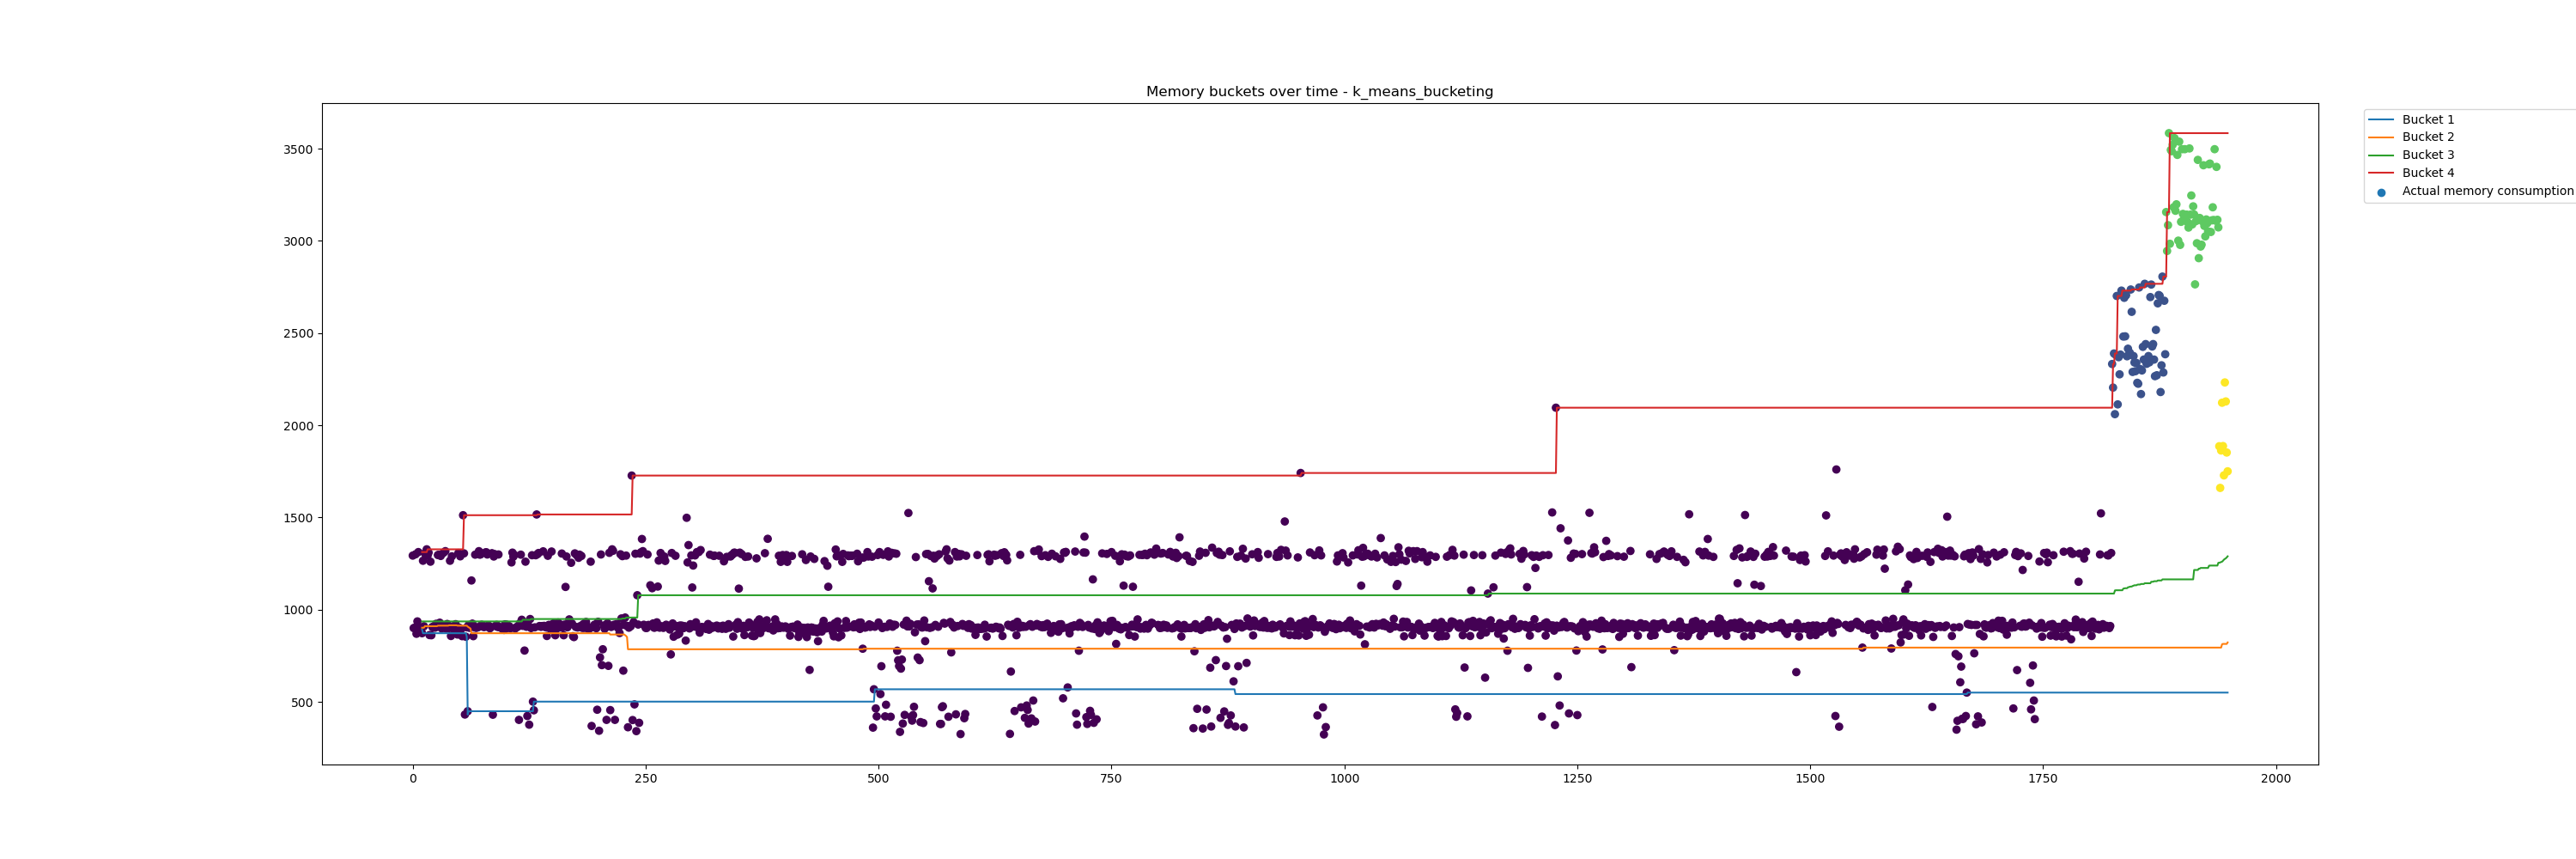 Memory buckets over time - k_means_bucketing
3500
3000
2500
2000
1500
1000
500
0
250
500
750
1000
1250
1500
1750
2000
Bucket 1
Bucket 2
Bucket 3
Bucket 4
Actual memory consumption